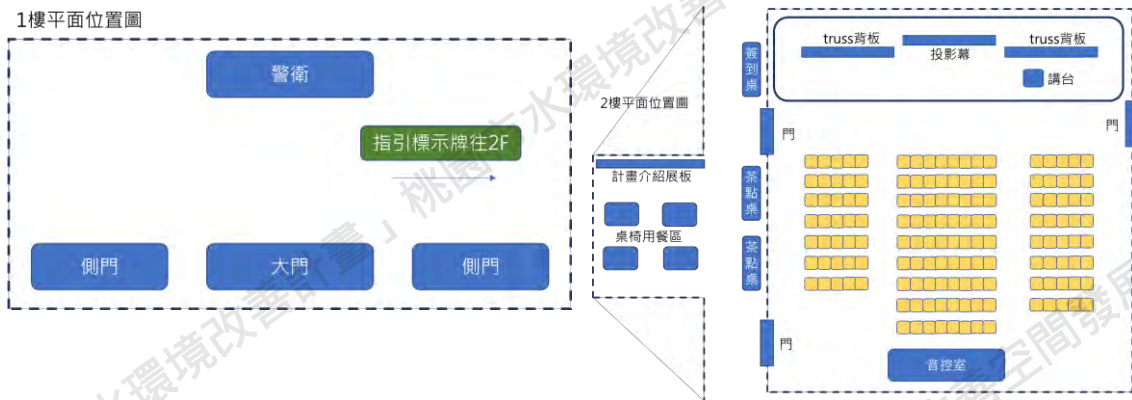 1樓平面位置圖
警衛
指引標示牌往2F
側門
大門
側門
2樓平面位置圖
計畫介紹展板
桌椅用餐區
簽到桌
茶點桌
茶點桌
truss背板
投影幕
truss背板
講台
門
門
門
音控室
水環境改善計畫」桃園市水環境改善
善空間發展